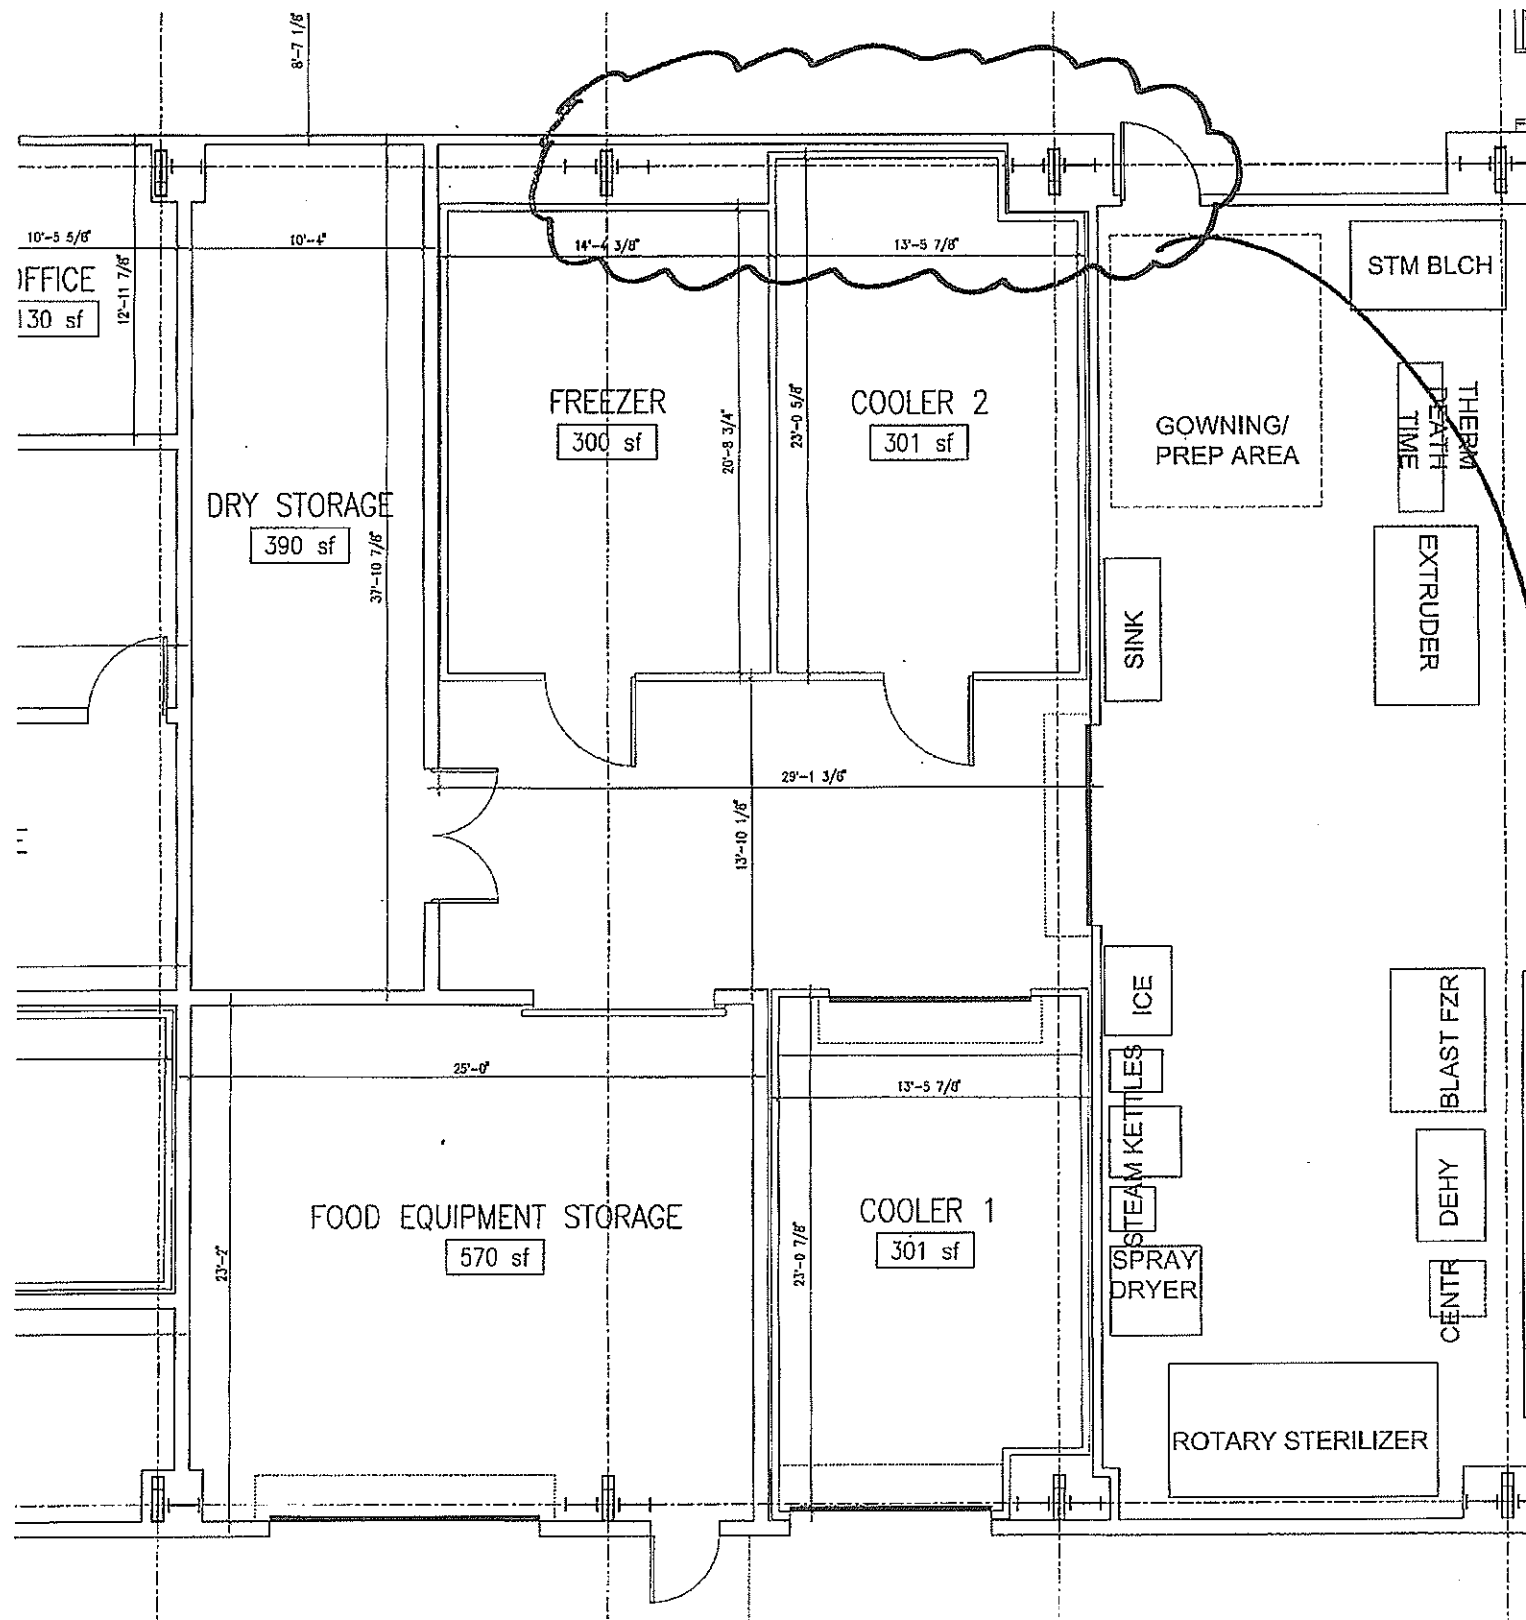 8'-7 1/8"
10'-5 5/8"
10'-4"
14'-4 3/8"
13'-5 7/8"
STM BLCH
130 sf
12'-11 7/8"
FREEZER
300 sf
20'-8 3/4"
23'-0 5/8"
COOLER 2
301 sf
GOWNING/
PREP AREA
THERM
DEATH
TIME
DRY STORAGE
390 sf
37'-10 7/8"
EXTRUDER
SINK
29'-1 3/8"
13'-10 1/8"
ICE
BLAST FZR
25'-0"
13'-5 7/8"
STEAM KETTLES
DEHY
FOOD EQUIPMENT STORAGE
570 sf
23'-2"
COOLER 1
301 sf
23'-0 7/8"
SPRAY
DRYER
CENTR
ROTARY STERILIZER